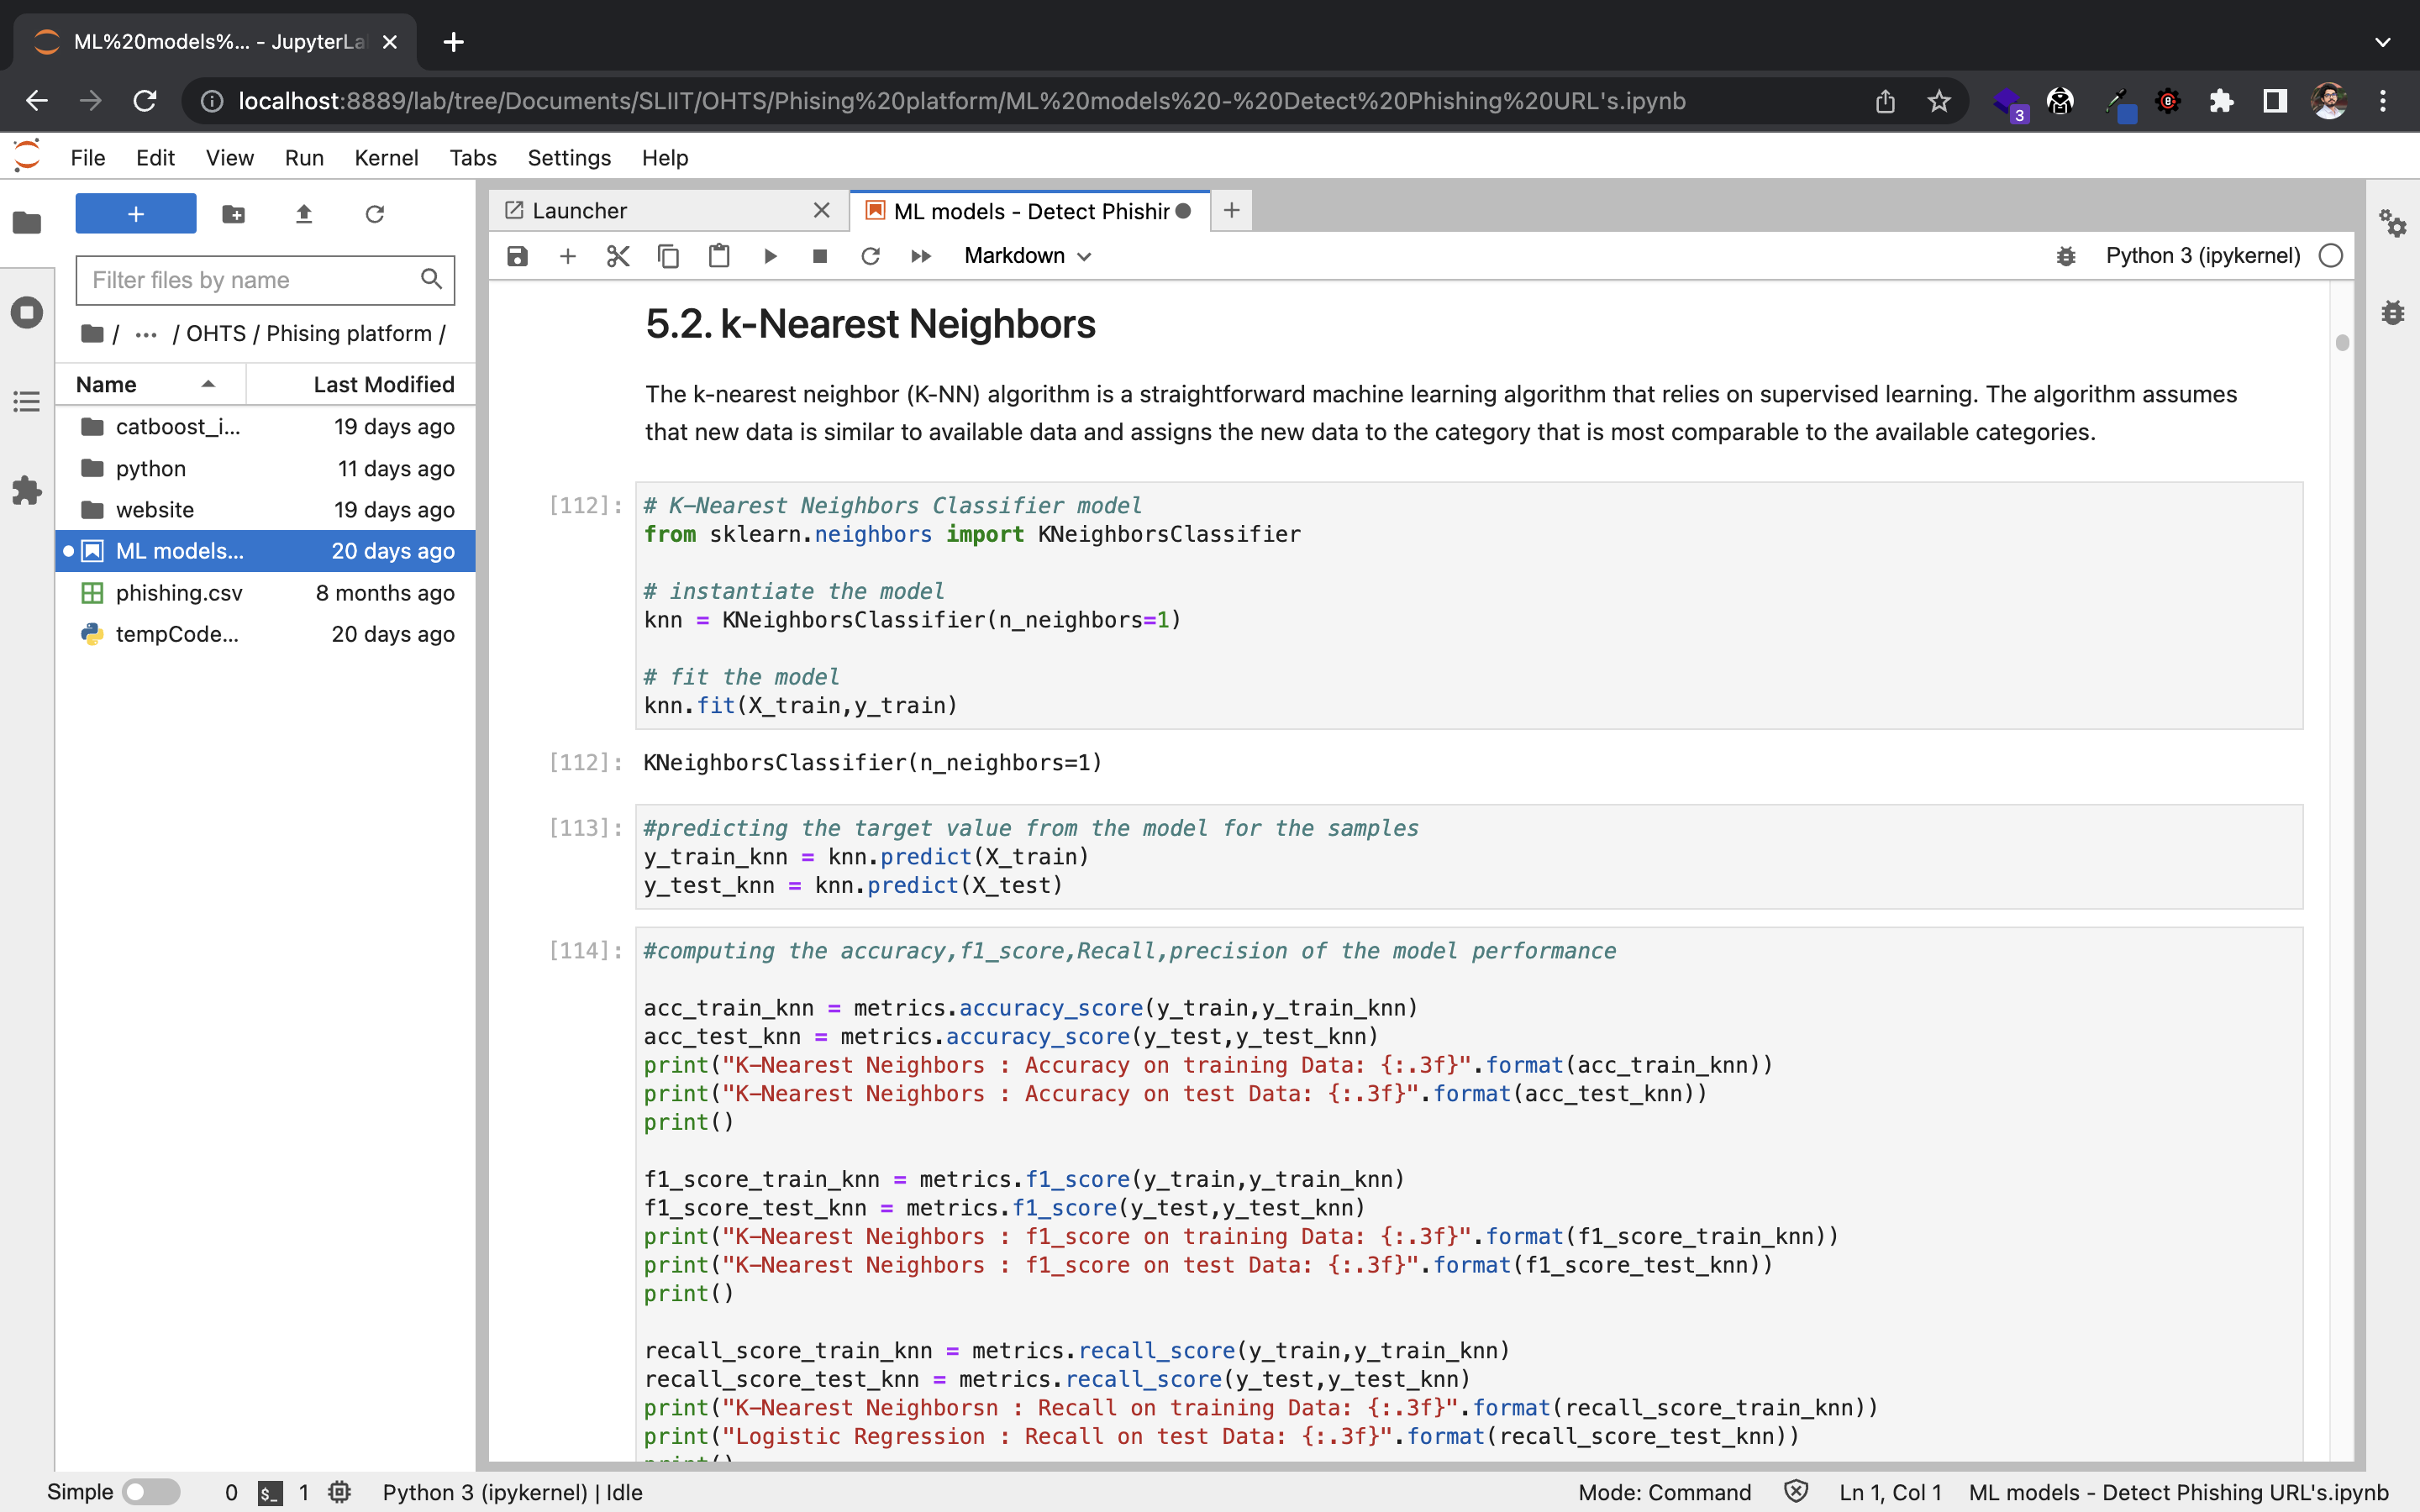 ML%20models%... - JupyterLa
localhost:8889/lab/tree/Documents/SLIIT/OHTS/Phising%20platform/ML%20models%20-%20Detect%20Phishing%20URL's.ipynb
3
File Edit View Run Kernel Tabs Settings Help
Launcher
ML models - Detect Phishir
Markdown
Python 3 (ipykernel)
Filter files by name
/ ... / OHTS / Phising platform /
Name Last Modified
catboost_i... 19 days ago
python 11 days ago
website 19 days ago
ML models... 20 days ago
phishing.csv 8 months ago
tempCode... 20 days ago
5.2. k-Nearest Neighbors
The k-nearest neighbor (K-NN) algorithm is a straightforward machine learning algorithm that relies on supervised learning. The algorithm assumes
that new data is similar to available data and assigns the new data to the category that is most comparable to the available categories.
[112]: # K-Nearest Neighbors Classifier model
from sklearn.neighbors import KNeighborsClassifier
# instantiate the model
knn = KNeighborsClassifier(n_neighbors=1)
# fit the model
knn.fit(X_train,y_train)
[112]: KNeighborsClassifier(n_neighbors=1)
[113]: #predicting the target value from the model for the samples
y_train_knn = knn.predict(X_train)
y_test_knn = knn.predict(X_test)
[114]: #computing the accuracy,f1_score,Recall,precision of the model performance
acc_train_knn = metrics.accuracy_score(y_train,y_train_knn)
acc_test_knn = metrics.accuracy_score(y_test,y_test_knn)
print("K-Nearest Neighbors : Accuracy on training Data: {:.3f}".format(acc_train_knn))
print("K-Nearest Neighbors : Accuracy on test Data: {:.3f}".format(acc_test_knn))
print()
f1_score_train_knn = metrics.f1_score(y_train,y_train_knn)
f1_score_test_knn = metrics.f1_score(y_test,y_test_knn)
print("K-Nearest Neighbors : f1_score on training Data: {:.3f}".format(f1_score_train_knn))
print("K-Nearest Neighbors : f1_score on test Data: {:.3f}".format(f1_score_test_knn))
print()
recall_score_train_knn = metrics.recall_score(y_train,y_train_knn)
recall_score_test_knn = metrics.recall_score(y_test,y_test_knn)
print("K-Nearest Neighborsn : Recall on training Data: {:.3f}".format(recall_score_train_knn))
print("Logistic Regression : Recall on test Data: {:.3f}".format(recall_score_test_knn))
Simple 0 $_ 1 Python 3 (ipykernel) | Idle
Mode: Command Ln 1, Col 1 ML models - Detect Phishing URL's.ipynb